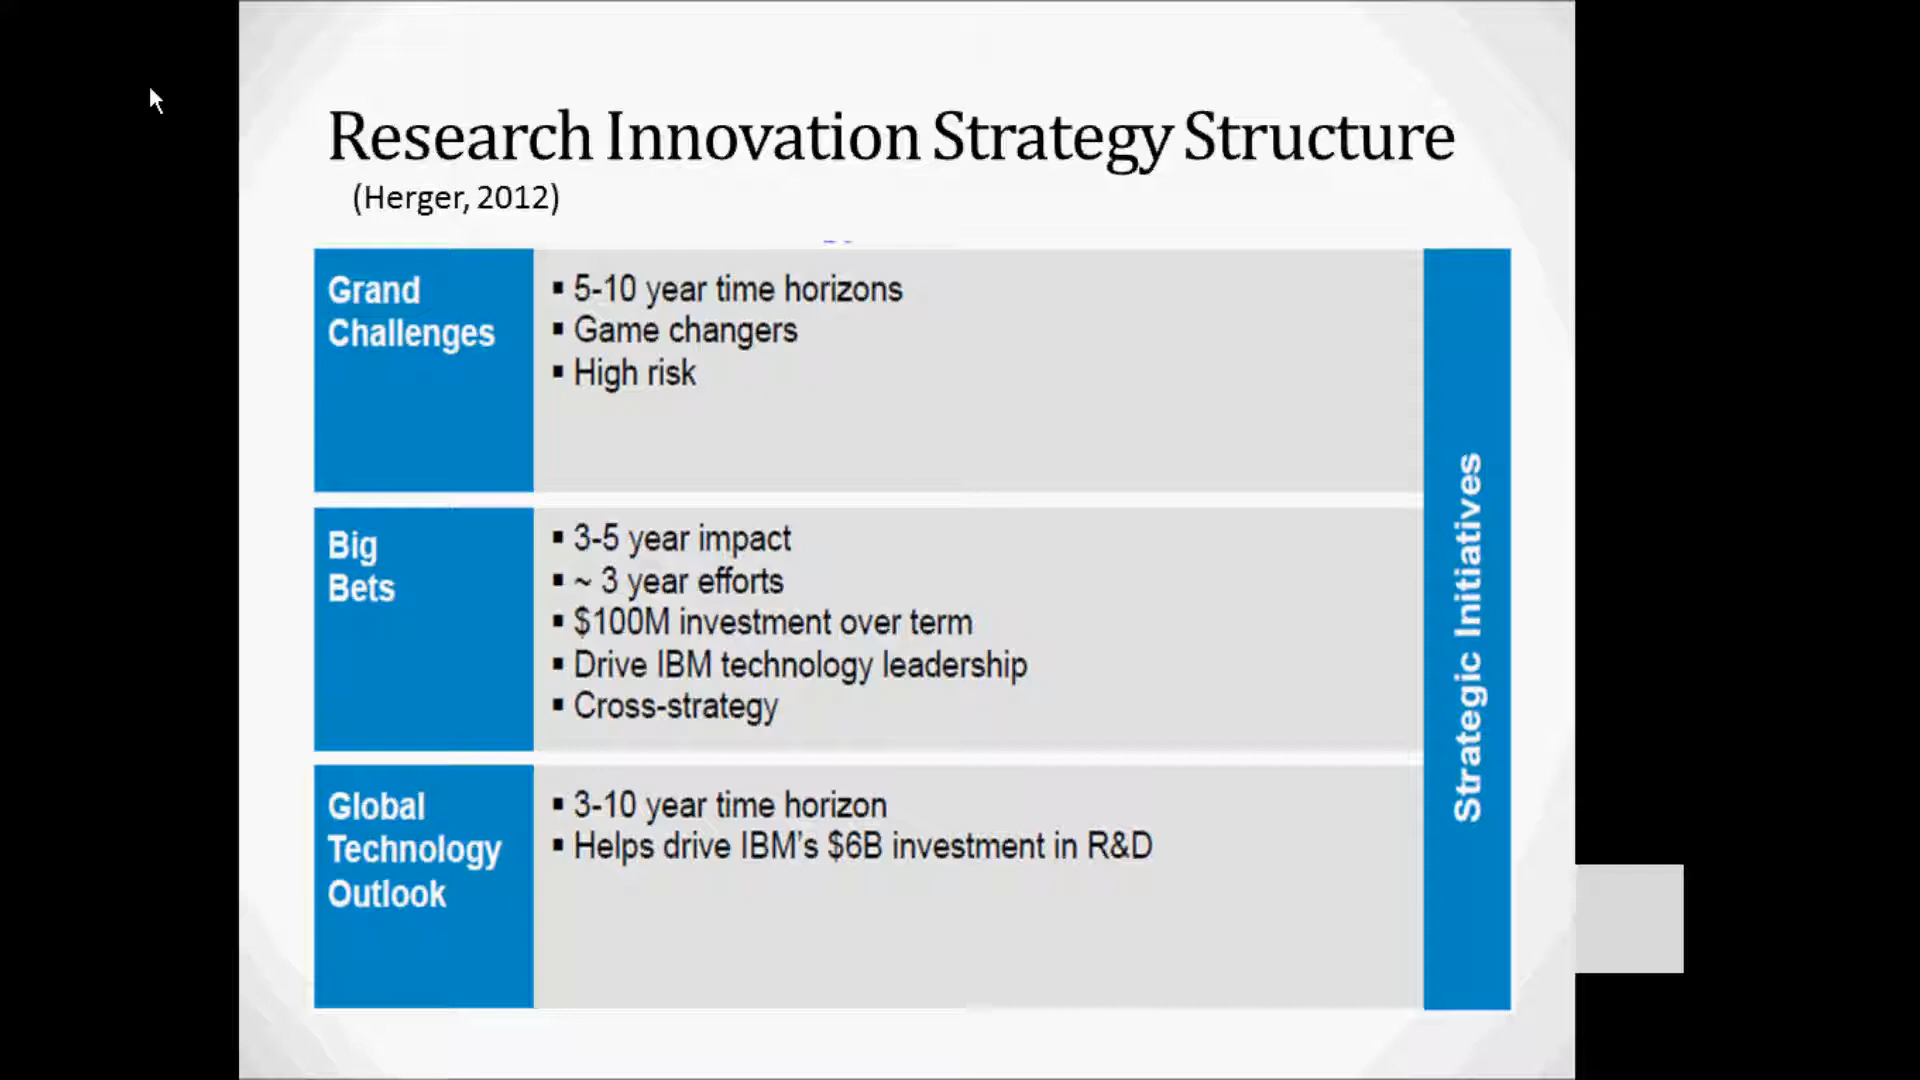 Research Innovation Strategy Structure
(Herger, 2012)
Grand
Challenges
▪ 5-10 year time horizons
▪ Game changers
▪ High risk
Big
Bets
▪ 3-5 year impact
▪ ~ 3 year efforts
▪ $100M investment over term
▪ Drive IBM technology leadership
▪ Cross-strategy
Global
Technology
Outlook
▪ 3-10 year time horizon
▪ Helps drive IBM's $6B investment in R&D
Strategic Initiatives